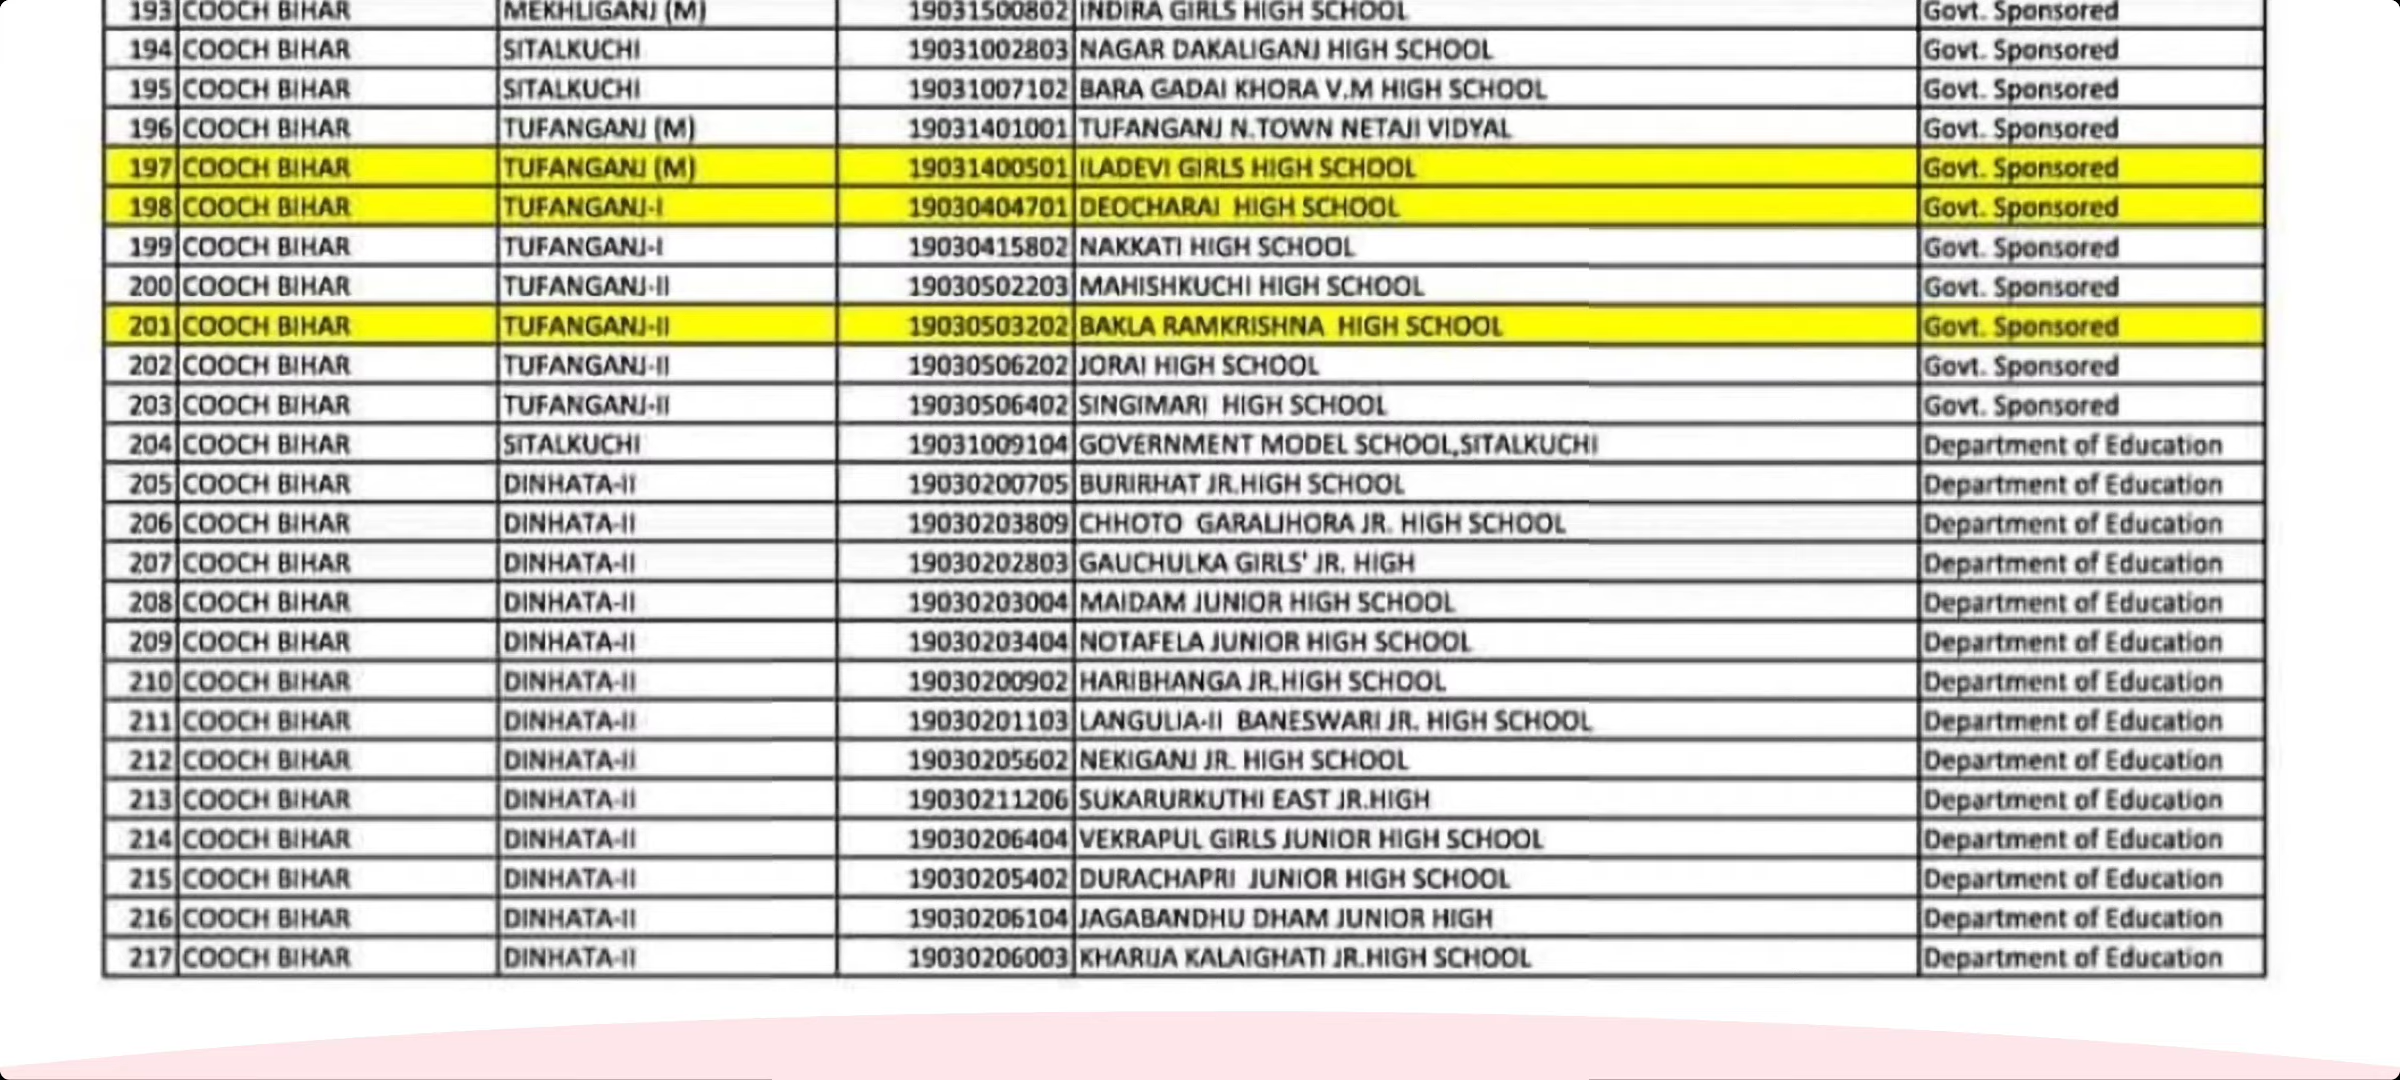 193 COOCH BIHAR MEKHLIGANJ (M) 19031500802 INDIRA GIRLS HIGH SCHOOL Govt. Sponsored
194 COOCH BIHAR SITALKUCHI 19031002803 NAGAR DAKALIGANJ HIGH SCHOOL Govt. Sponsored
195 COOCH BIHAR SITALKUCHI 19031007102 BARA GADAI KHORA V.M HIGH SCHOOL Govt. Sponsored
196 COOCH BIHAR TUFANGANJ (M) 19031401001 TUFANGANJ N.TOWN NETAJI VIDYAL Govt. Sponsored
197 COOCH BIHAR TUFANGANJ (M) 19031400501 ILADEVI GIRLS HIGH SCHOOL Govt. Sponsored
198 COOCH BIHAR TUFANGANJ-I 19030404701 DEOCHARAI HIGH SCHOOL Govt. Sponsored
199 COOCH BIHAR TUFANGANJ-I 19030415802 NAKKATI HIGH SCHOOL Govt. Sponsored
200 COOCH BIHAR TUFANGANJ-II 19030502203 MAHISHKUCHI HIGH SCHOOL Govt. Sponsored
201 COOCH BIHAR TUFANGANJ-II 19030503202 BAKLA RAMKRISHNA HIGH SCHOOL Govt. Sponsored
202 COOCH BIHAR TUFANGANJ-II 19030506202 JORAI HIGH SCHOOL Govt. Sponsored
203 COOCH BIHAR TUFANGANJ-II 19030506402 SINGIMARI HIGH SCHOOL Govt. Sponsored
204 COOCH BIHAR SITALKUCHI 19031009104 GOVERNMENT MODEL SCHOOL,SITALKUCHI Department of Education
205 COOCH BIHAR DINHATA-II 19030200705 BURIRHAT JR.HIGH SCHOOL Department of Education
206 COOCH BIHAR DINHATA-II 19030203809 CHHOTO GARALJHORA JR. HIGH SCHOOL Department of Education
207 COOCH BIHAR DINHATA-II 19030202803 GAUCHULKA GIRLS' JR. HIGH Department of Education
208 COOCH BIHAR DINHATA-II 19030203004 MAIDAM JUNIOR HIGH SCHOOL Department of Education
209 COOCH BIHAR DINHATA-II 19030203404 NOTAFELA JUNIOR HIGH SCHOOL Department of Education
210 COOCH BIHAR DINHATA-II 19030200902 HARIBHANGA JR.HIGH SCHOOL Department of Education
211 COOCH BIHAR DINHATA-II 19030201103 LANGULIA-II BANESWARI JR. HIGH SCHOOL Department of Education
212 COOCH BIHAR DINHATA-II 19030205602 NEKIGANJ JR. HIGH SCHOOL Department of Education
213 COOCH BIHAR DINHATA-II 19030211206 SUKARURKUTHI EAST JR.HIGH Department of Education
214 COOCH BIHAR DINHATA-II 19030206404 VEKRAPUL GIRLS JUNIOR HIGH SCHOOL Department of Education
215 COOCH BIHAR DINHATA-II 19030205402 DURACHAPRI JUNIOR HIGH SCHOOL Department of Education
216 COOCH BIHAR DINHATA-II 19030206104 JAGABANDHU DHAM JUNIOR HIGH Department of Education
217 COOCH BIHAR DINHATA-II 19030206003 KHARIJA KALAIGHATI JR.HIGH SCHOOL Department of Education